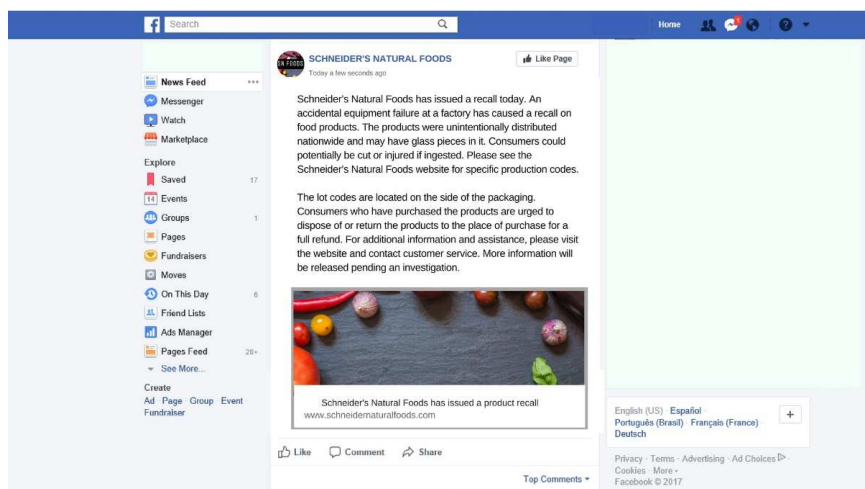 Search
Home
SN FOODS
SCHNEIDER'S NATURAL FOODS
Like Page
Today a few seconds ago
News Feed
Messenger
Watch
Marketplace
Explore
Saved 17
14 Events
Groups 1
Pages
Fundraisers
Moves
On This Day 6
Friend Lists
Ads Manager
Pages Feed 20+
See More...
Create
Ad · Page · Group · Event
Fundraiser
Schneider's Natural Foods has issued a recall today. An
accidental equipment failure at a factory has caused a recall on
food products. The products were unintentionally distributed
nationwide and may have glass pieces in it. Consumers could
potentially be cut or injured if ingested. Please see the
Schneider's Natural Foods website for specific production codes.
The lot codes are located on the side of the packaging.
Consumers who have purchased the products are urged to
dispose of or return the products to the place of purchase for a
full refund. For additional information and assistance, please visit
the website and contact customer service. More information will
be released pending an investigation.
Schneider's Natural Foods has issued a product recall
www.schneidernaturalfoods.com
Like Comment Share
Top Comments
English (US) · Español ·
Português (Brasil) · Français (France) ·
Deutsch
Privacy · Terms · Advertising · Ad Choices ·
Cookies · More
Facebook © 2017